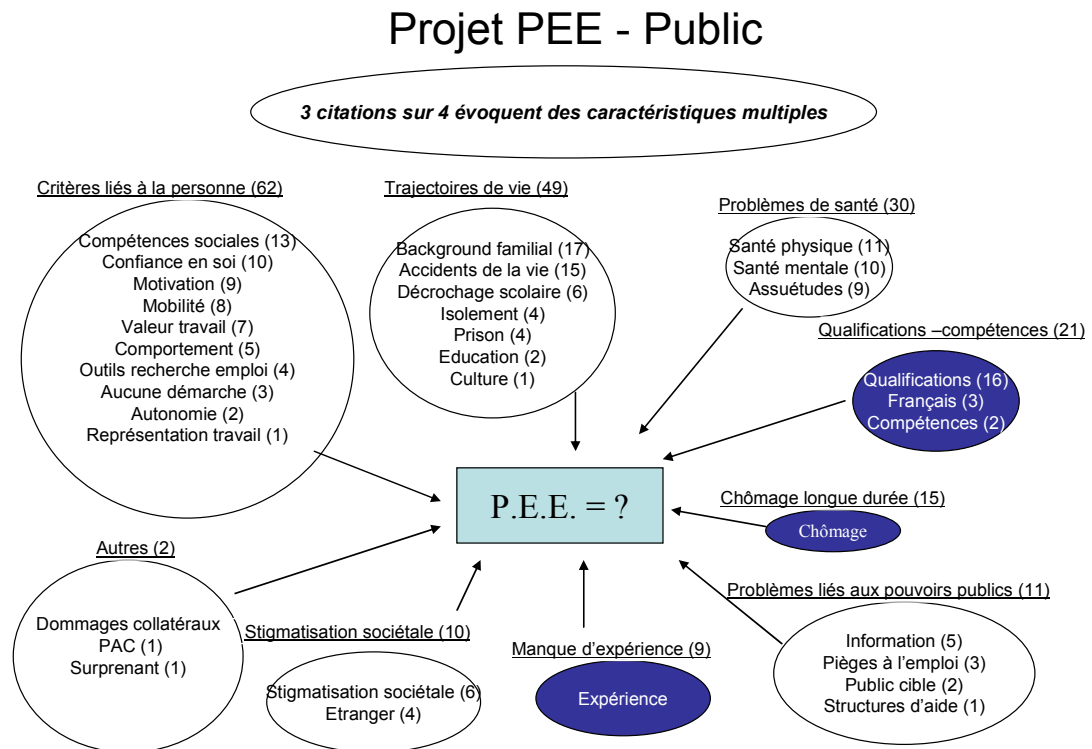 Projet PEE - Public
3 citations sur 4 évoquent des caractéristiques multiples
Critères liés à la personne (62)
Compétences sociales (13)
Confiance en soi (10)
Motivation (9)
Mobilité (8)
Valeur travail (7)
Comportement (5)
Outils recherche emploi (4)
Aucune démarche (3)
Autonomie (2)
Représentation travail (1)
Trajectoires de vie (49)
Background familial (17)
Accidents de la vie (15)
Décrochage scolaire (6)
Isolement (4)
Prison (4)
Education (2)
Culture (1)
Problèmes de santé (30)
Santé physique (11)
Santé mentale (10)
Assuétudes (9)
Qualifications –compétences (21)
Qualifications (16)
Français (3)
Compétences (2)
P.E.E. = ?
Chômage longue durée (15)
Chômage
Autres (2)
Dommages collatéraux
PAC (1)
Surprenant (1)
Stigmatisation sociétale (10)
Stigmatisation sociétale (6)
Etranger (4)
Manque d'expérience (9)
Expérience
Problèmes liés aux pouvoirs publics (11)
Information (5)
Pièges à l'emploi (3)
Public cible (2)
Structures d'aide (1)